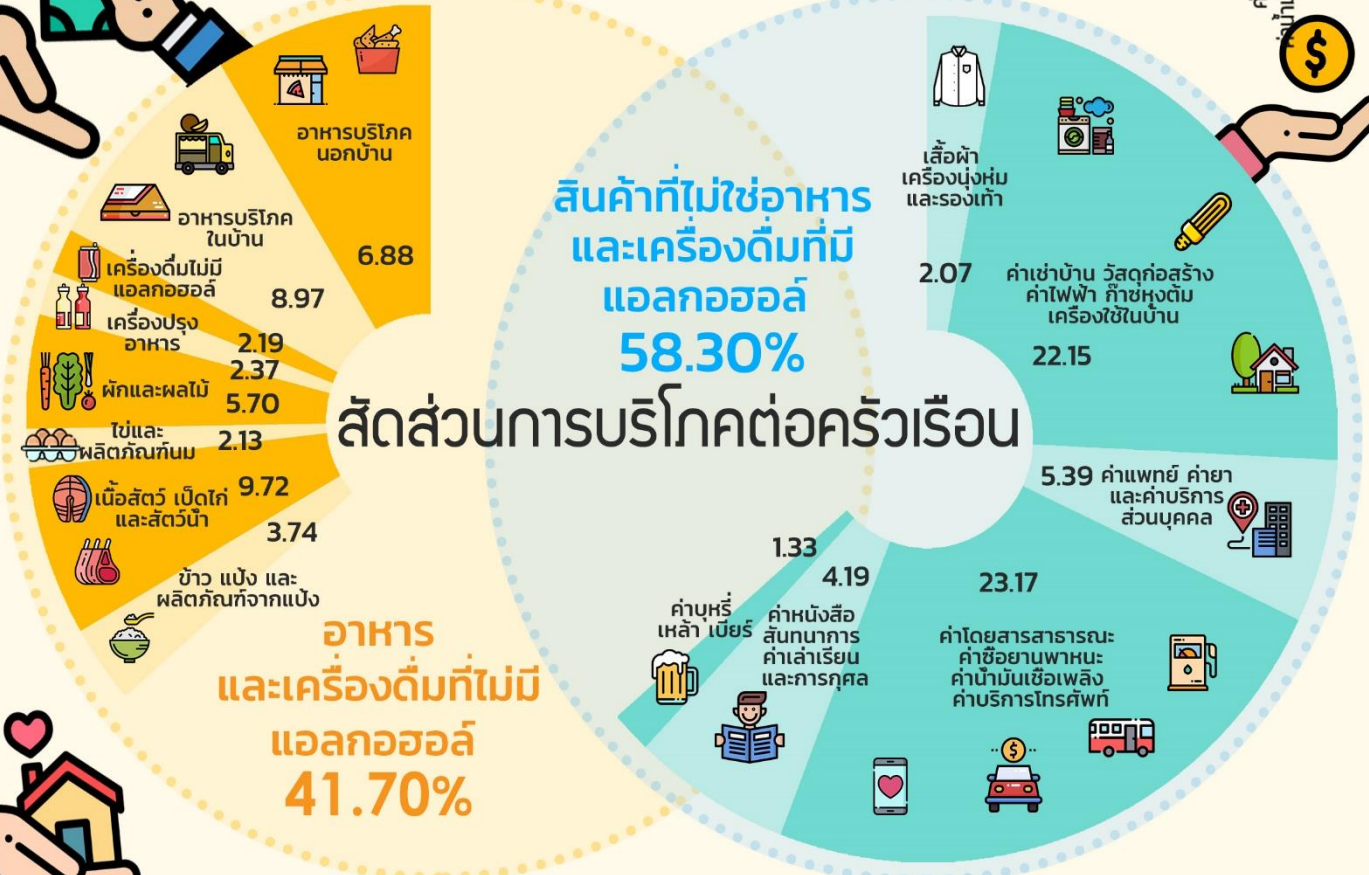 อาหารบริโภค
นอกบ้าน
6.88
อาหารบริโภค
ในบ้าน
8.97
เครื่องดื่มไม่มี
แอลกอฮอล์
2.19
เครื่องปรุง
อาหาร
2.37
ผักและผลไม้
5.70
ไข่และ
ผลิตภัณฑ์นม
2.13
เนื้อสัตว์ เป็ดไก่
และสัตว์น้ำ
9.72
ข้าว แป้ง และ
ผลิตภัณฑ์จากแป้ง
3.74
อาหาร
และเครื่องดื่มที่ไม่มี
แอลกอฮอล์
41.70%
สินค้าที่ไม่ใช่อาหาร
และเครื่องดื่มที่มี
แอลกอฮอล์
58.30%
สัดส่วนการบริโภคต่อครัวเรือน
เสื้อผ้า
เครื่องนุ่งห่ม
และรองเท้า
2.07
ค่าเช่าบ้าน วัสดุก่อสร้าง
ค่าไฟฟ้า ก๊าซหุงต้ม
เครื่องใช้ในบ้าน
22.15
5.39 ค่าแพทย์ ค่ายา
และค่าบริการ
ส่วนบุคคล
23.17
ค่าโดยสารสาธารณะ
ค่าซื้อยานพาหนะ
ค่าน้ำมันเชื้อเพลิง
ค่าบริการโทรศัพท์
4.19
ค่าหนังสือ
สันทนาการ
ค่าเล่าเรียน
และการกุศล
1.33
ค่าบุหรี่
เหล้า เบียร์